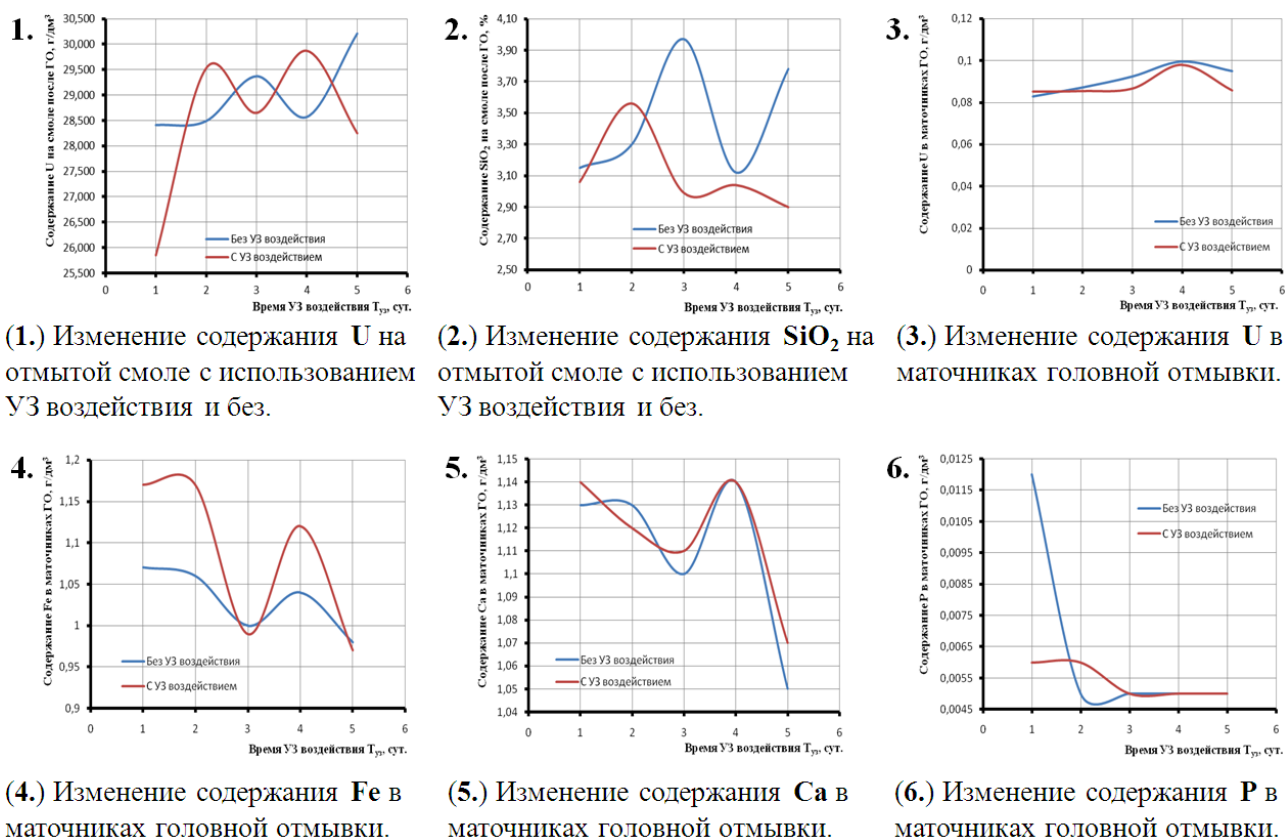 1.
Содержание U на смоле после ГО, г/дм³
30,500
30,000
29,500
29,000
28,500
28,000
27,500
27,000
26,500
26,000
25,500
0 1 2 3 4 5 6
Без УЗ воздействия
С УЗ воздействием
Время УЗ воздействия Tуз, сут.
(1.) Изменение содержания U на
отмытой смоле с использованием
УЗ воздействия и без.
2.
Содержание SiO₂ на смоле после ГО, %
4,10
3,90
3,70
3,50
3,30
3,10
2,90
2,70
2,50
0 1 2 3 4 5 6
Без УЗ воздействия
С УЗ воздействием
Время УЗ воздействия Tуз, сут.
(2.) Изменение содержания SiO₂ на
отмытой смоле с использованием
УЗ воздействия и без.
3.
Содержание U в маточниках ГО, г/дм³
0,12
0,1
0,08
0,06
0,04
0,02
0
0 1 2 3 4 5 6
Без УЗ воздействия
С УЗ воздействием
Время УЗ воздействия Tуз, сут.
(3.) Изменение содержания U в
маточниках головной отмывки.
4.
Содержание Fe в маточниках ГО, г/дм³
1,2
1,15
1,1
1,05
1
0,95
0,9
0 1 2 3 4 5 6
Без УЗ воздействия
С УЗ воздействием
Время УЗ воздействия Tуз, сут.
(4.) Изменение содержания Fe в
маточниках головной отмывки.
5.
Содержание Ca в маточниках ГО, г/дм³
1,15
1,14
1,13
1,12
1,11
1,1
1,09
1,08
1,07
1,06
1,05
1,04
0 1 2 3 4 5 6
Без УЗ воздействия
С УЗ воздействием
Время УЗ воздействия Tуз, сут.
(5.) Изменение содержания Ca в
маточниках головной отмывки.
6.
Содержание P в маточниках ГО, г/дм³
0,0125
0,0115
0,0105
0,0095
0,0085
0,0075
0,0065
0,0055
0,0045
0 1 2 3 4 5 6
Без УЗ воздействия
С УЗ воздействием
Время УЗ воздействия Tуз, сут.
(6.) Изменение содержания P в
маточниках головной отмывки.